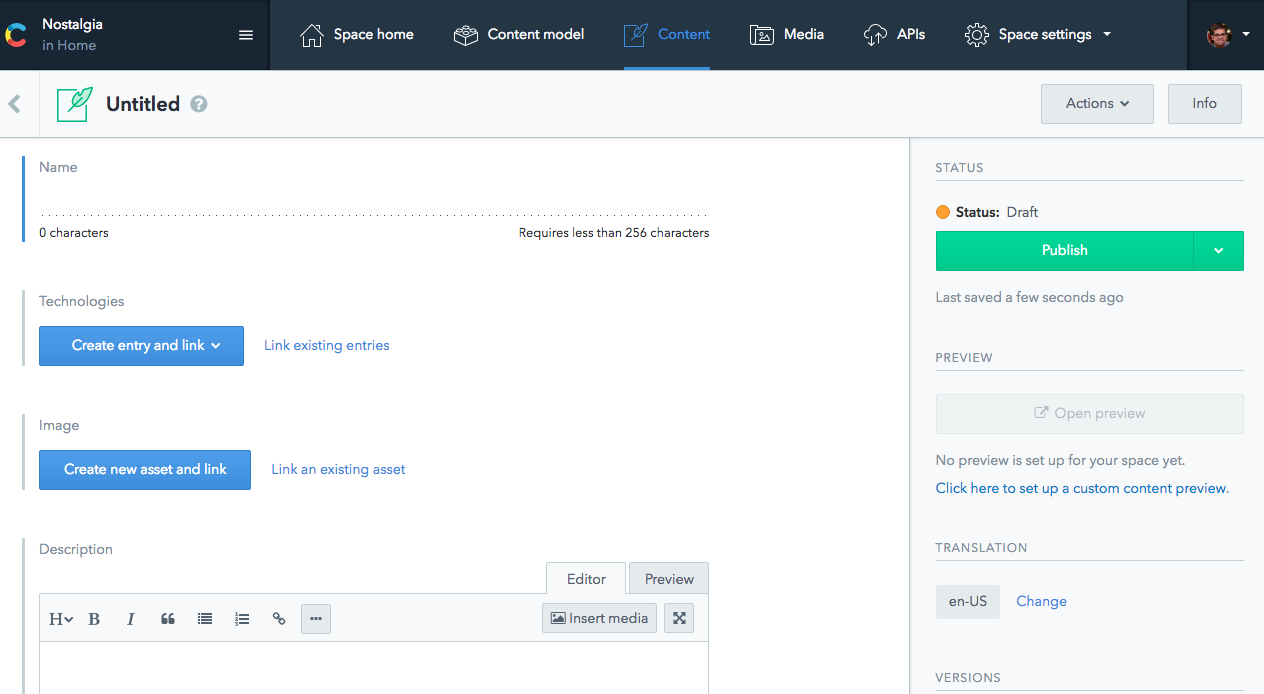 Nostalgia
in Home
Space home
Content model
Content
Media
APIs
Space settings
Untitled ?
Actions
Info
Name
0 characters
Requires less than 256 characters
Technologies
Create entry and link
Link existing entries
Image
Create new asset and link
Link an existing asset
Description
Editor
Preview
H B I
Insert media
STATUS
Status: Draft
Publish
Last saved a few seconds ago
PREVIEW
Open preview
No preview is set up for your space yet.
Click here to set up a custom content preview.
TRANSLATION
en-US
Change
VERSIONS